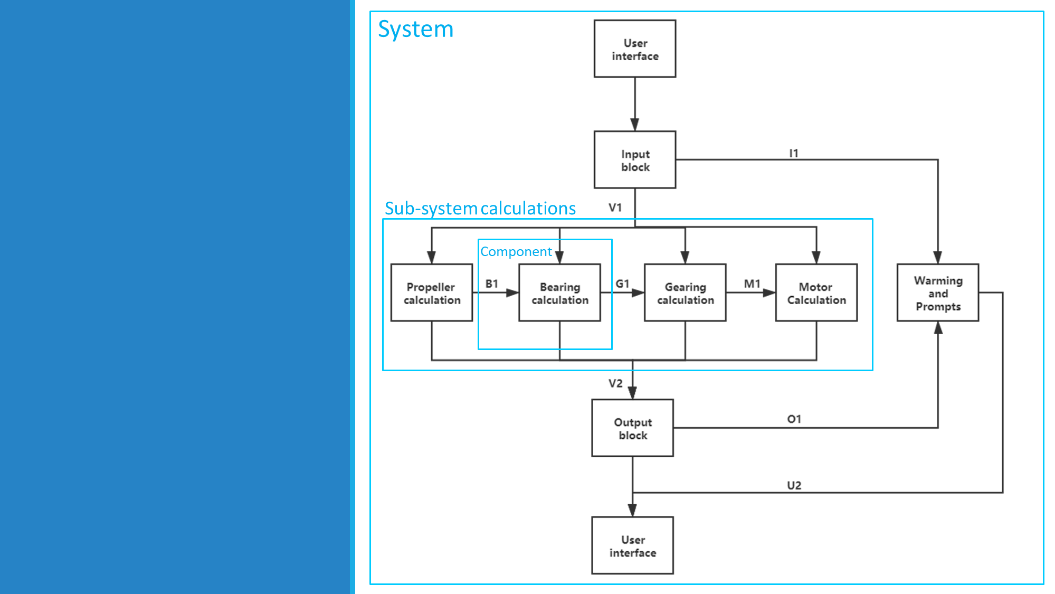 System
User
interface
Input
block
I1
V1
Sub-system calculations
Component
Propeller
calculation
B1
Bearing
calculation
G1
Gearing
calculation
M1
Motor
Calculation
Warming
and
Prompts
V2
Output
block
O1
U2
User
interface